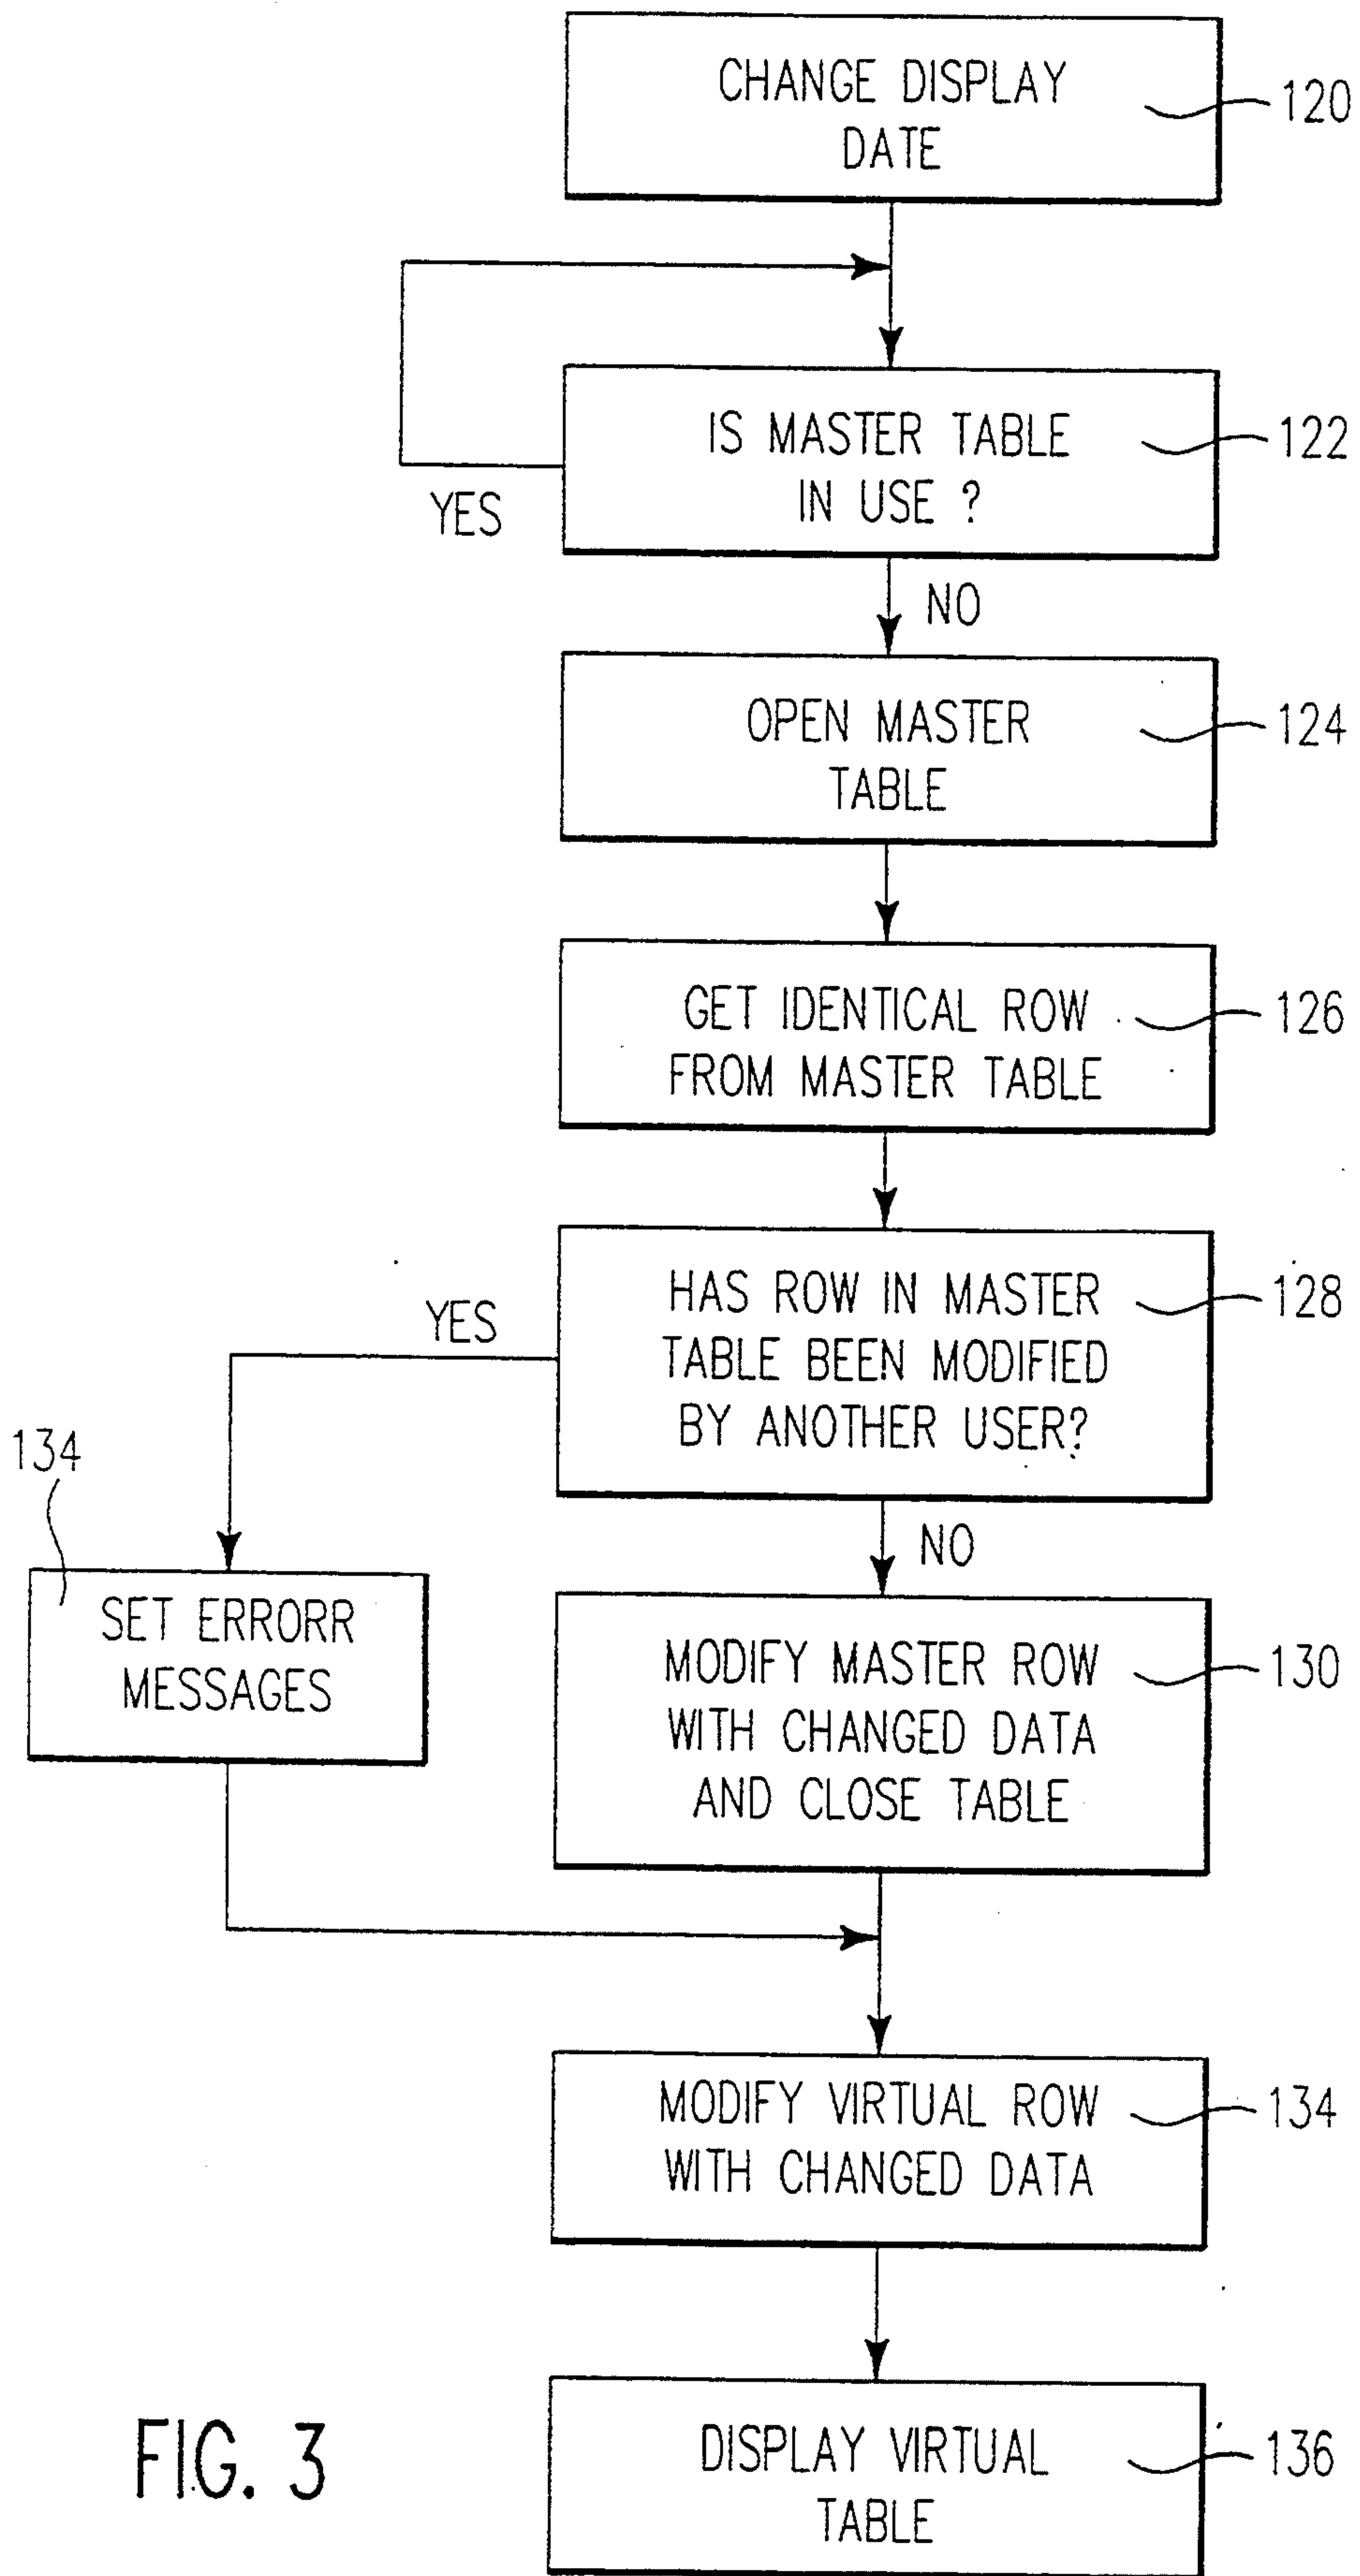 CHANGE DISPLAY
DATE
120
IS MASTER TABLE
IN USE ?
122
YES
NO
OPEN MASTER
TABLE
124
GET IDENTICAL ROW
FROM MASTER TABLE
126
HAS ROW IN MASTER
TABLE BEEN MODIFIED
BY ANOTHER USER?
128
YES
NO
134
SET ERRORR
MESSAGES
MODIFY MASTER ROW
WITH CHANGED DATA
AND CLOSE TABLE
130
MODIFY VIRTUAL ROW
WITH CHANGED DATA
134
DISPLAY VIRTUAL
TABLE
136
FIG. 3